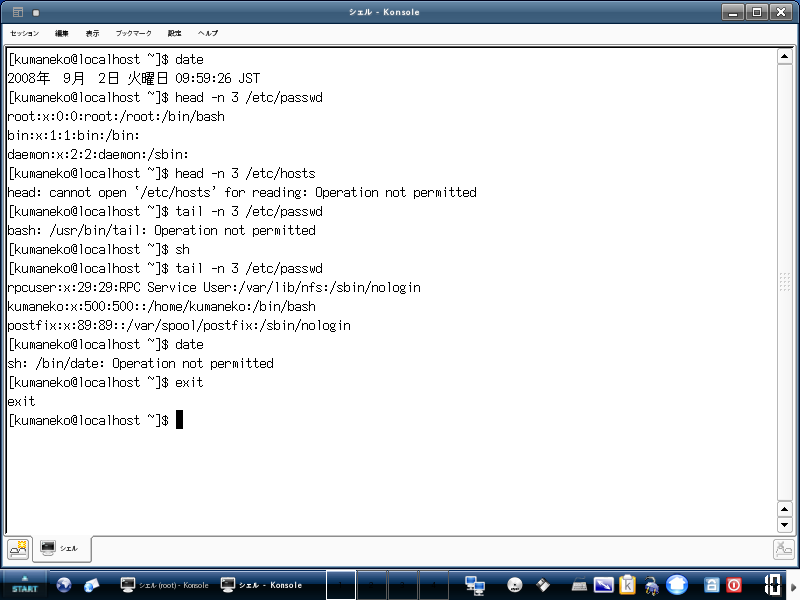 シェル - Konsole
セッション 編集 表示 ブックマーク 設定 ヘルプ
[kumaneko@localhost ~]$ date
2008年 9月 2日 火曜日 09:59:26 JST
[kumaneko@localhost ~]$ head -n 3 /etc/passwd
root:x:0:0:root:/root:/bin/bash
bin:x:1:1:bin:/bin:
daemon:x:2:2:daemon:/sbin:
[kumaneko@localhost ~]$ head -n 3 /etc/hosts
head: cannot open ‘/etc/hosts’ for reading: Operation not permitted
[kumaneko@localhost ~]$ tail -n 3 /etc/passwd
bash: /usr/bin/tail: Operation not permitted
[kumaneko@localhost ~]$ sh
[kumaneko@localhost ~]$ tail -n 3 /etc/passwd
rpcuser:x:29:29:RPC Service User:/var/lib/nfs:/sbin/nologin
kumaneko:x:500:500::/home/kumaneko:/bin/bash
postfix:x:89:89::/var/spool/postfix:/sbin/nologin
[kumaneko@localhost ~]$ date
sh: /bin/date: Operation not permitted
[kumaneko@localhost ~]$ exit
exit
[kumaneko@localhost ~]$
シェル
START シェル (root) - Konsole シェル - Konsole